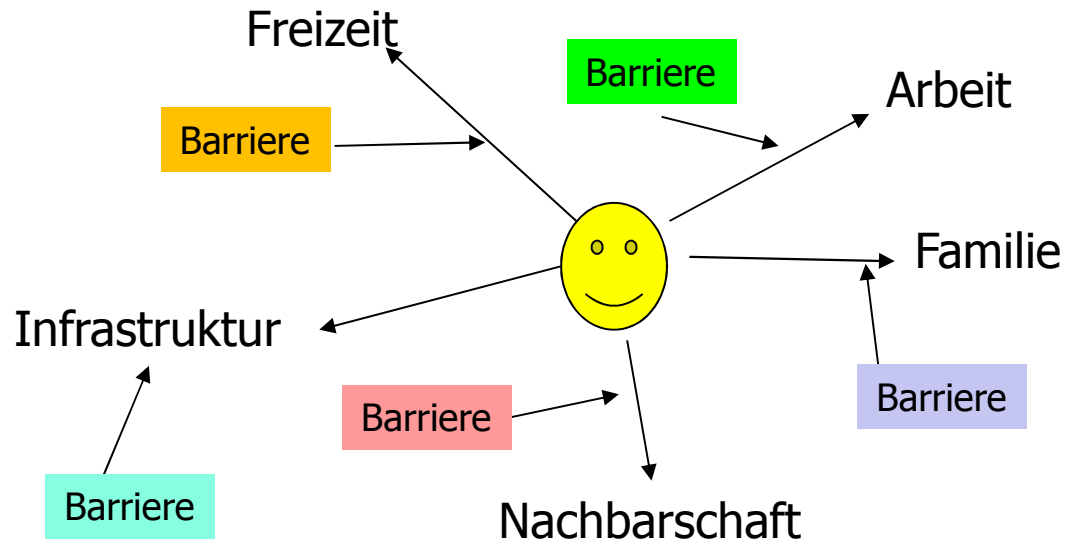 Freizeit
Barriere
Arbeit
Barriere
Familie
Infrastruktur
Barriere
Barriere
Barriere
Nachbarschaft